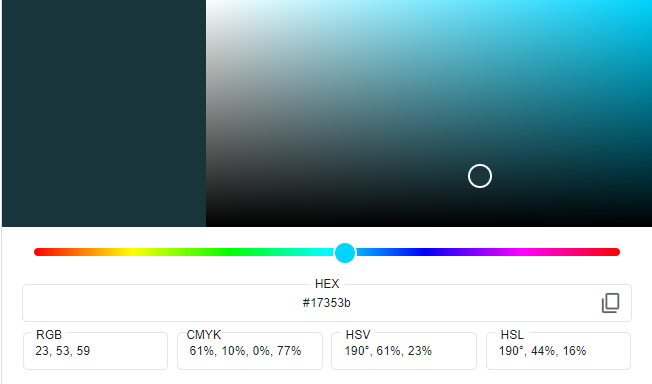 HEX
#17353b
RGB
23, 53, 59
CMYK
61%, 10%, 0%, 77%
HSV
190°, 61%, 23%
HSL
190°, 44%, 16%